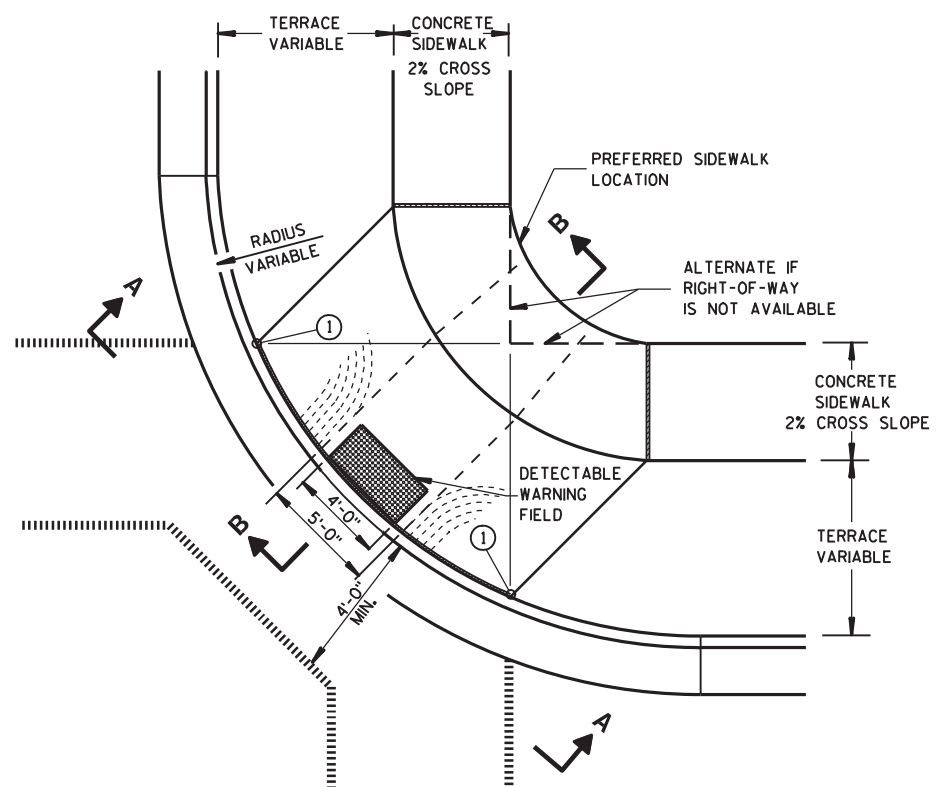 TERRACE
VARIABLE
CONCRETE
SIDEWALK
2% CROSS
SLOPE
PREFERRED SIDEWALK
LOCATION
B
RADIUS
VARIABLE
ALTERNATE IF
RIGHT-OF-WAY
IS NOT AVAILABLE
A
1
CONCRETE
SIDEWALK
2% CROSS SLOPE
DETECTABLE
WARNING
FIELD
4'-0"
5'-0"
B
1
TERRACE
VARIABLE
4'-0"
MIN.
A